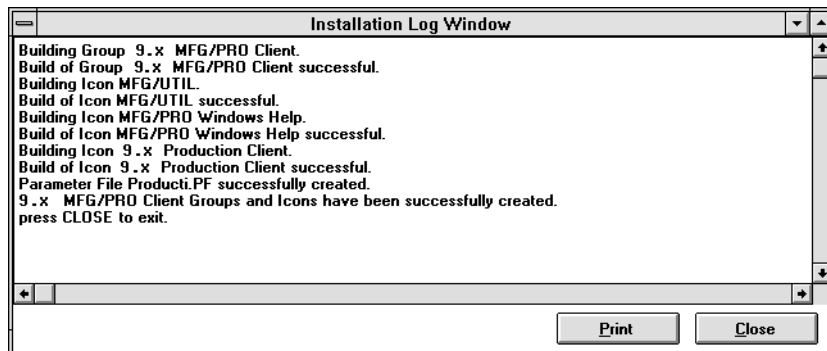 Installation Log Window
Building Group 9.x MFG/PRO Client.
Build of Group 9.x MFG/PRO Client successful.
Building Icon MFG/UTIL.
Build of Icon MFG/UTIL successful.
Building Icon MFG/PRO Windows Help.
Build of Icon MFG/PRO Windows Help successful.
Building Icon 9.x Production Client.
Build of Icon 9.x Production Client successful.
Parameter File Producti.PF successfully created.
9.x MFG/PRO Client Groups and Icons have been successfully created.
press CLOSE to exit.
Print
Close